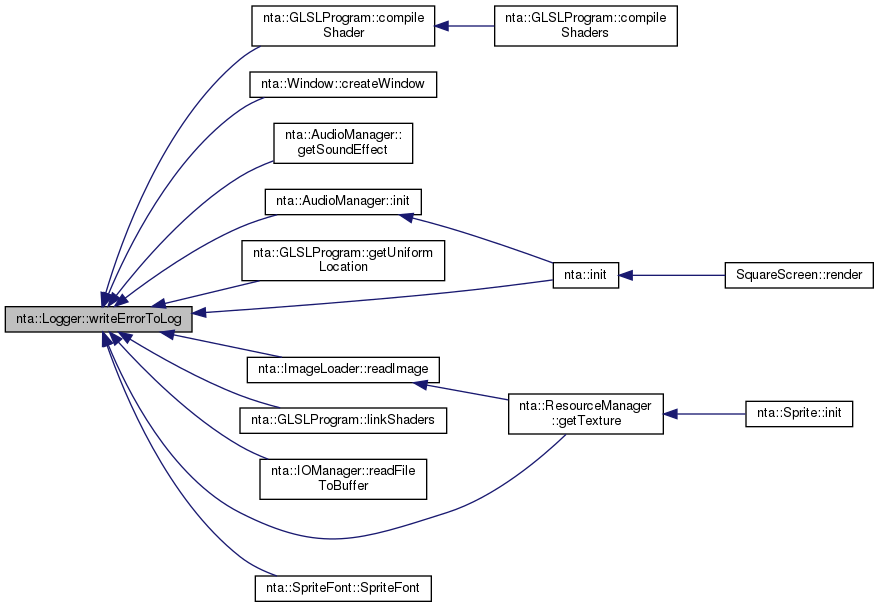 nta::GLSLProgram::compile
Shader
nta::GLSLProgram::compile
Shaders
nta::Window::createWindow
nta::AudioManager::
getSoundEffect
nta::AudioManager::init
nta::GLSLProgram::getUniform
Location
nta::init
SquareScreen::render
nta::Logger::writeErrorToLog
nta::ImageLoader::readImage
nta::ResourceManager
::getTexture
nta::Sprite::init
nta::GLSLProgram::linkShaders
nta::IOManager::readFile
ToBuffer
nta::SpriteFont::SpriteFont